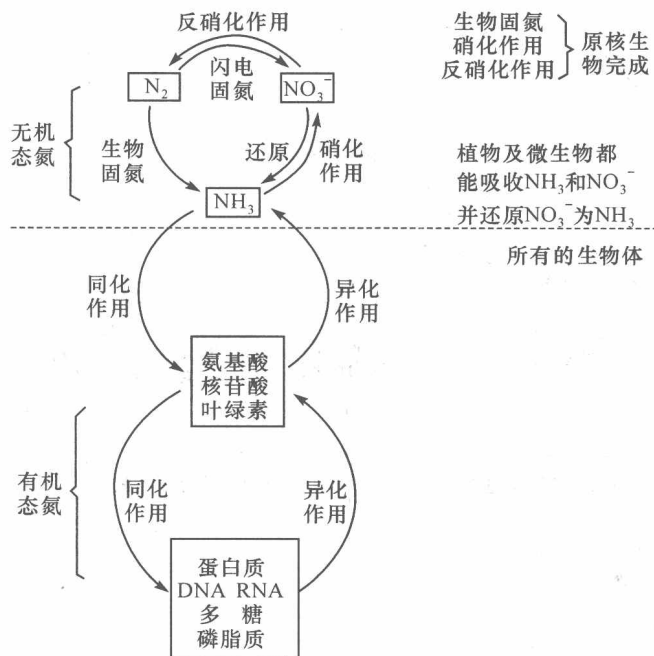 反硝化作用
N₂
闪电
固氮
NO₃⁻
生物固氮
硝化作用
反硝化作用
原核生
物完成
无机
态氮
生物
固氮
还原
硝化
作用
NH₃
植物及微生物都
能吸收NH₃和NO₃⁻
并还原NO₃⁻为NH₃
所有的生物体
同化
作用
异化
作用
氨基酸
核苷酸
叶绿素
有机
态氮
同化
作用
异化
作用
蛋白质
DNA RNA
多 糖
磷脂质